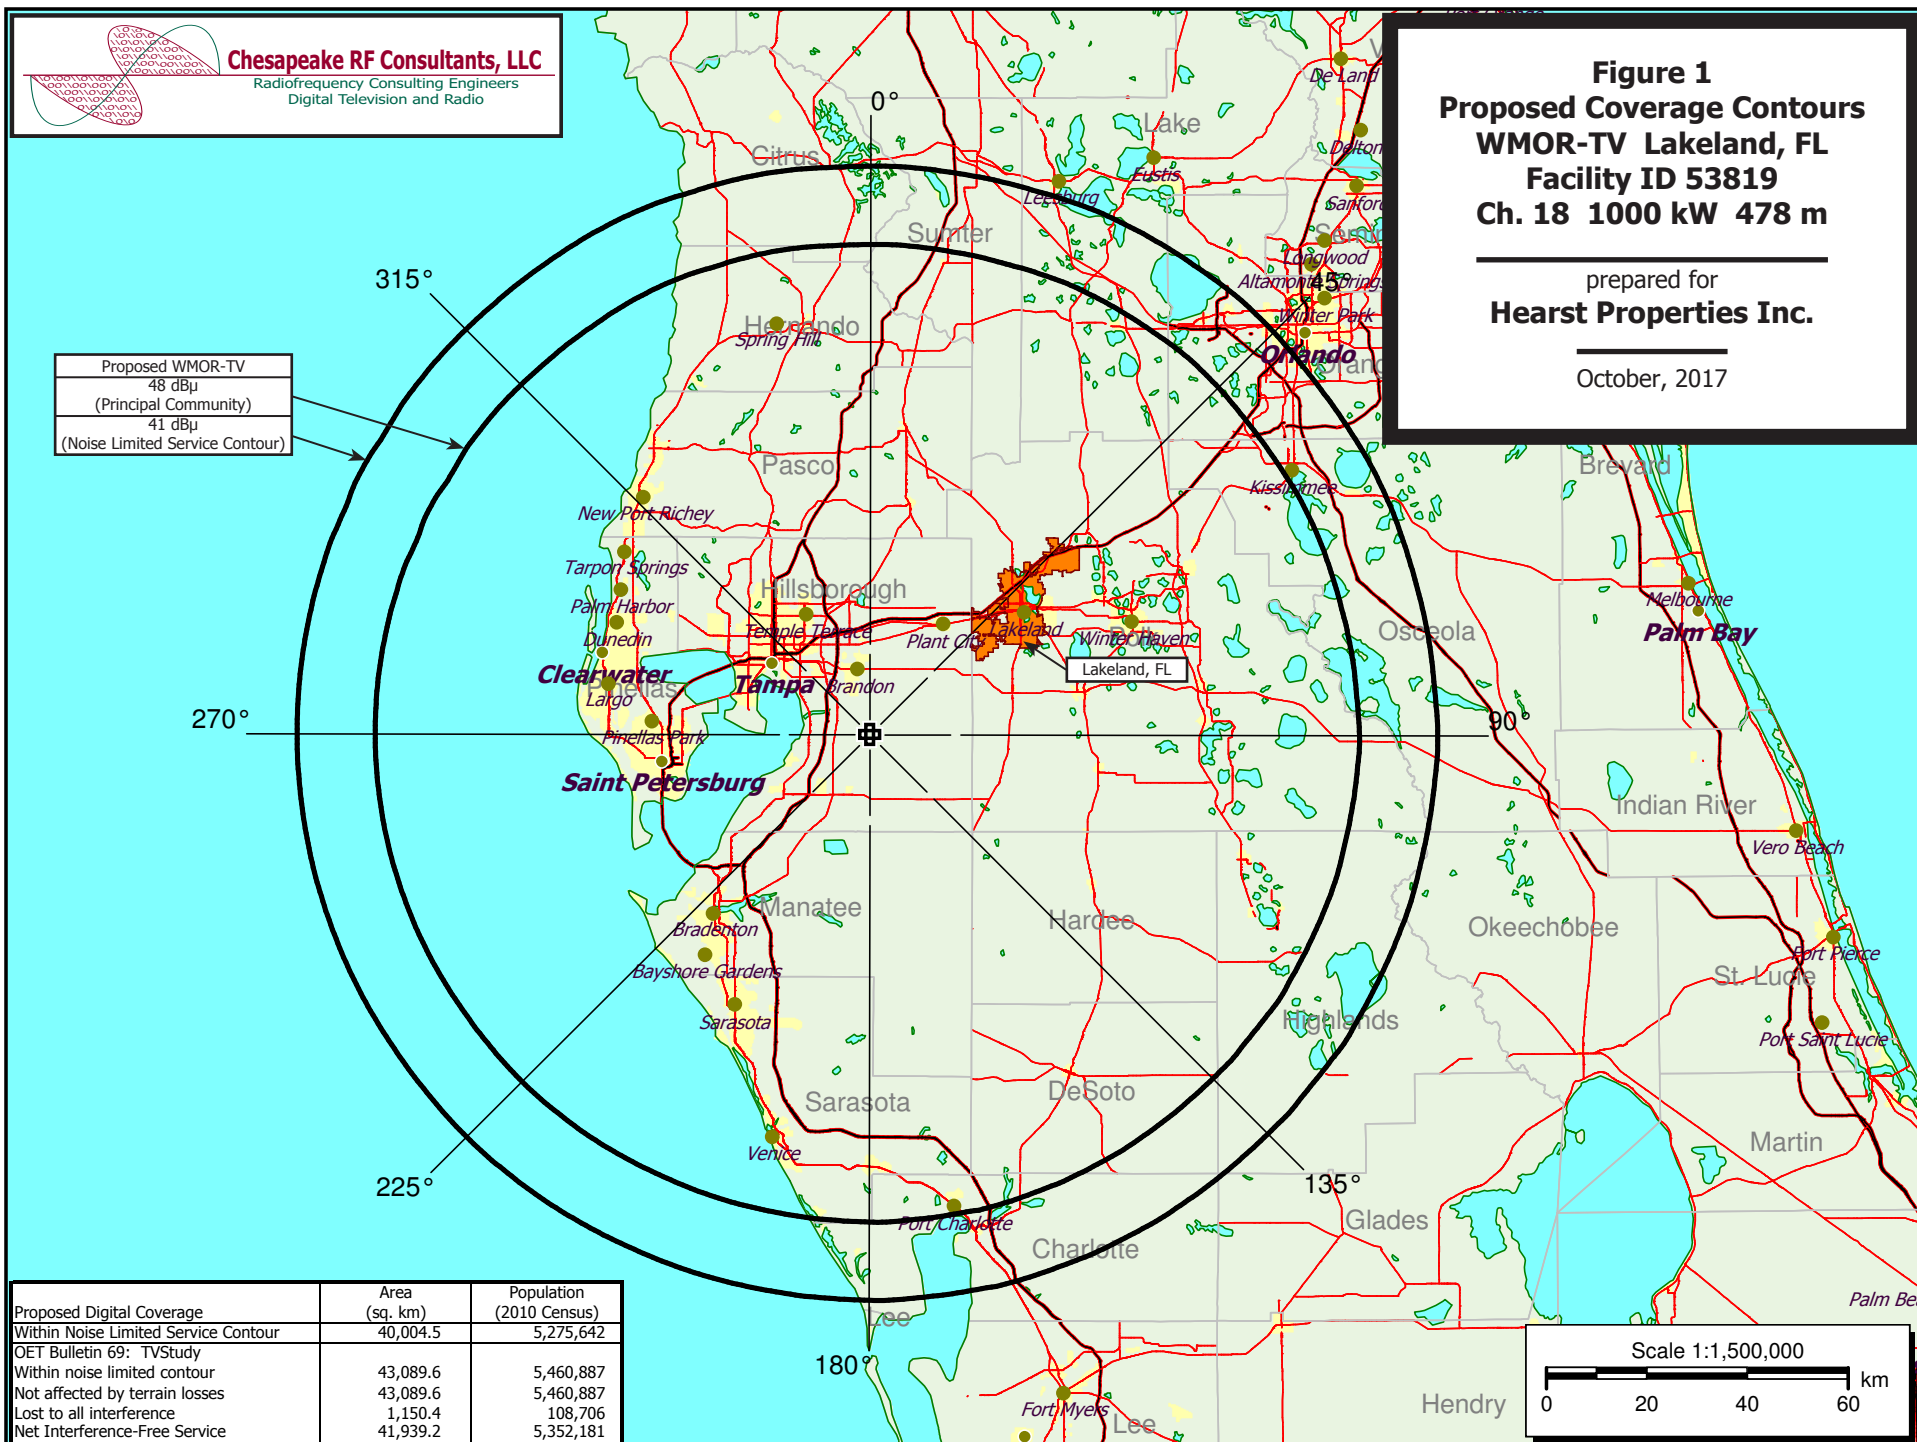 Chesapeake RF Consultants, LLC
Radiofrequency Consulting Engineers
Digital Television and Radio
Figure 1
Proposed Coverage Contours
WMOR-TV Lakeland, FL
Facility ID 53819
Ch. 18 1000 kW 478 m
prepared for
Hearst Properties Inc.
October, 2017
0°
45°
90°
135°
180°
225°
270°
315°
Proposed WMOR-TV
48 dBµ
(Principal Community)
41 dBµ
(Noise Limited Service Contour)
Citrus
Lake
De Land
Eustis
Leesburg
Sanford
Sumter
Longwood
Altamonte Springs
Winter Park
Orlando
Hernando
Spring Hill
Pasco
Kissimmee
Brevard
New Port Richey
Tarpon Springs
Palm Harbor
Dunedin
Clearwater
Pinellas
Largo
Pinellas Park
Saint Petersburg
Hillsborough
Temple Terrace
Tampa
Brandon
Plant City
Lakeland
Winter Haven
Polk
Lakeland, FL
Osceola
Melbourne
Palm Bay
Indian River
Vero Beach
Manatee
Bradenton
Bayshore Gardens
Sarasota
Hardee
Okeechobee
Fort Pierce
St. Lucie
Port Saint Lucie
Highlands
DeSoto
Sarasota
Venice
Martin
Port Charlotte
Charlotte
Glades
Lee
Fort Myers
Lee
Hendry
Palm Be
Proposed Digital Coverage Area (sq. km) Population (2010 Census)
Within Noise Limited Service Contour 40,004.5 5,275,642
OET Bulletin 69: TVStudy
Within noise limited contour 43,089.6 5,460,887
Not affected by terrain losses 43,089.6 5,460,887
Lost to all interference 1,150.4 108,706
Net Interference-Free Service 41,939.2 5,352,181
Scale 1:1,500,000
0 20 40 60 km